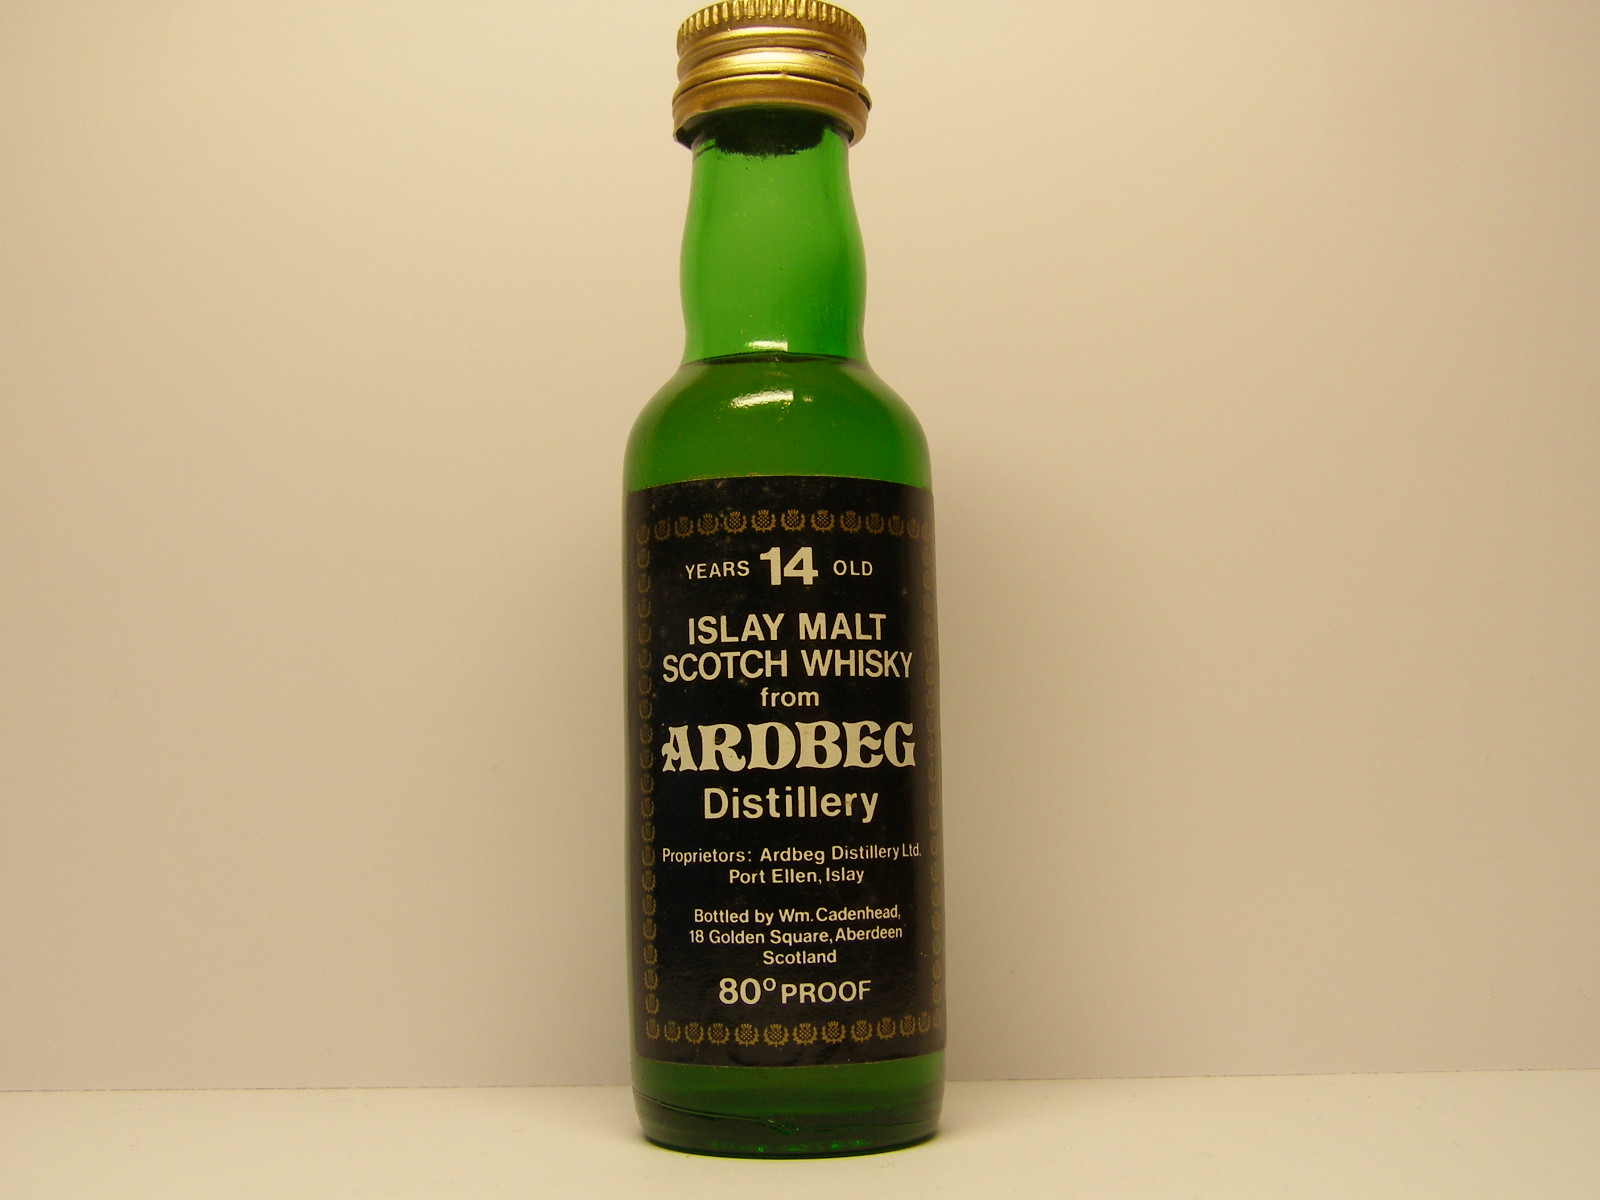 YEARS 14 OLD
ISLAY MALT
SCOTCH WHISKY
from
ARDBEG
Distillery
Proprietors: Ardbeg Distillery Ltd.
Port Ellen, Islay
Bottled by Wm. Cadenhead,
18 Golden Square, Aberdeen
Scotland
80° PROOF